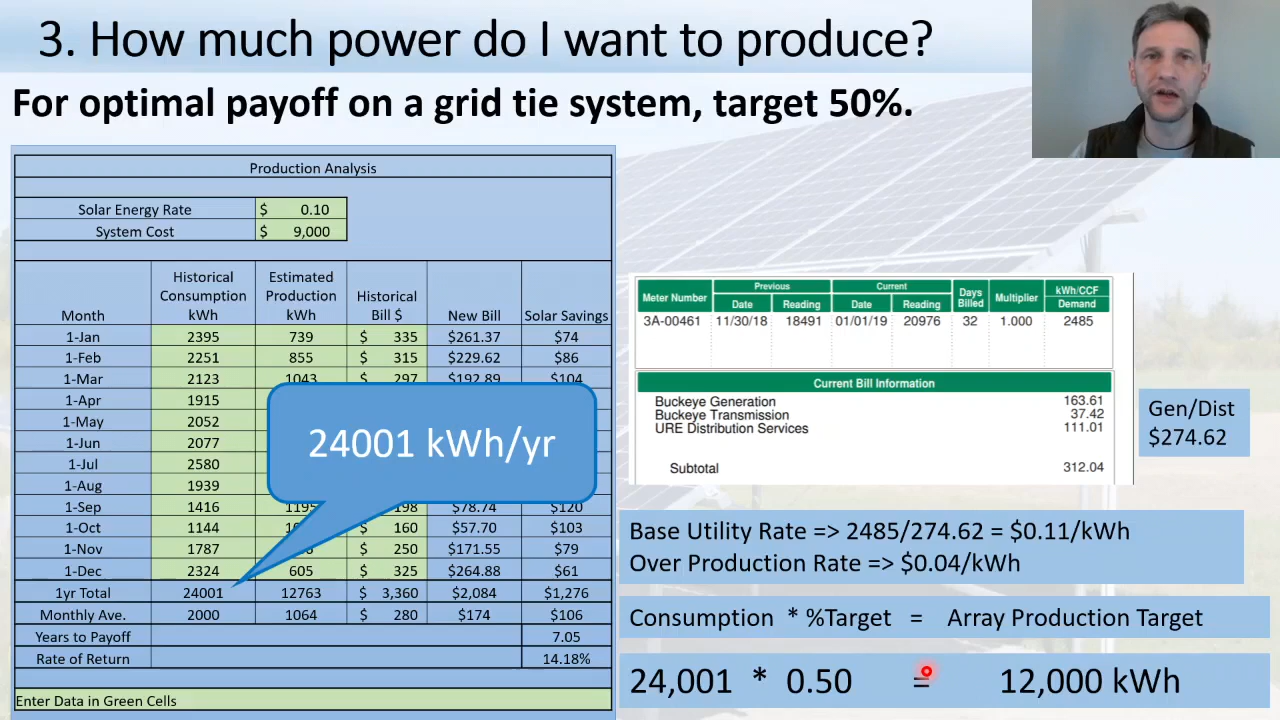 3. How much power do I want to produce?
For optimal payoff on a grid tie system, target 50%.
Production Analysis
Solar Energy Rate $ 0.10
System Cost $ 9,000
Month Historical Consumption kWh Estimated Production kWh Historical Bill $ New Bill Solar Savings
1-Jan 2395 739 $ 335 $261.37 $74
1-Feb 2251 855 $ 315 $229.62 $86
1-Mar 2123 1043 $ 297 $192.89 $104
1-Apr 1915
1-May 2052
1-Jun 2077
1-Jul 2580
1-Aug 1939
1-Sep 1416 1195 198 $78.74 $120
1-Oct 1144 $ 160 $57.70 $103
1-Nov 1787 $ 250 $171.55 $79
1-Dec 2324 605 $ 325 $264.88 $61
1yr Total 24001 12763 $ 3,360 $2,084 $1,276
Monthly Ave. 2000 1064 $ 280 $174 $106
Years to Payoff 7.05
Rate of Return 14.18%
Enter Data in Green Cells
24001 kWh/yr
Meter Number Previous Current Days Billed Multiplier kWh/CCF
Date Reading Date Reading Demand
3A-00461 11/30/18 18491 01/01/19 20976 32 1.000 2485
Current Bill Information
Buckeye Generation 163.61
Buckeye Transmission 37.42
URE Distribution Services 111.01
Subtotal 312.04
Gen/Dist
$274.62
Base Utility Rate => 2485/274.62 = $0.11/kWh
Over Production Rate => $0.04/kWh
Consumption * %Target = Array Production Target
24,001 * 0.50 = 12,000 kWh